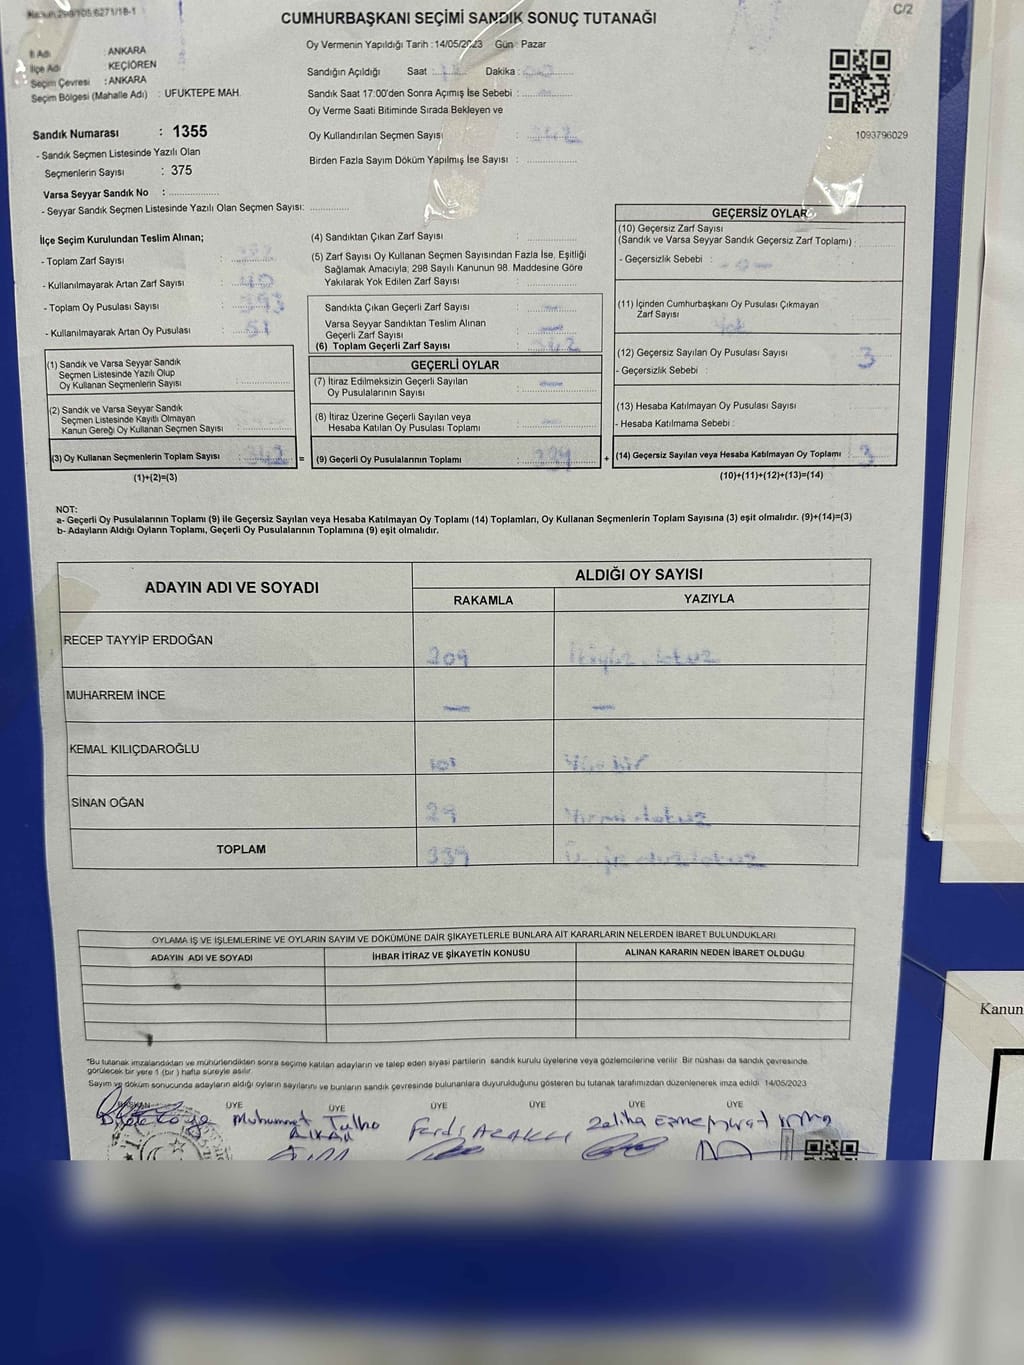 CUMHURBAŞKANI SEÇİMİ SANDIK SONUÇ TUTANAĞI
C/2
İl Adı : ANKARA
İlçe Adı : KEÇİÖREN
Seçim Çevresi : ANKARA
Seçim Bölgesi (Mahalle Adı) : UFUKTEPE MAH.
Oy Vermenin Yapıldığı Tarih :14/05/2023 Gün : Pazar
Sandığın Açıldığı Saat : Dakika :
Sandık Saat 17:00'den Sonra Açımış İse Sebebi :
Oy Verme Saati Bitiminde Sırada Bekleyen ve
Oy Kullandırılan Seçmen Sayısı : 342
Birden Fazla Sayım Döküm Yapılmış İse Sayısı :
1093796029
Sandık Numarası : 1355
- Sandık Seçmen Listesinde Yazılı Olan
Seçmenlerin Sayısı : 375
Varsa Seyyar Sandık No :
- Seyyar Sandık Seçmen Listesinde Yazılı Olan Seçmen Sayısı:
İlçe Seçim Kurulundan Teslim Alınan;
- Toplam Zarf Sayısı :
- Kullanılmayarak Artan Zarf Sayısı : 40
- Toplam Oy Pusulası Sayısı : 393
- Kullanılmayarak Artan Oy Pusulası : 51
(1) Sandık ve Varsa Seyyar Sandık
Seçmen Listesinde Yazılı Olup
Oy Kullanan Seçmenlerin Sayısı :
(2) Sandık ve Varsa Seyyar Sandık
Seçmen Listesinde Kayıtlı Olmayan
Kanun Gereği Oy Kullanan Seçmen Sayısı :
(3) Oy Kullanan Seçmenlerin Toplam Sayısı : 342 =
(1)+(2)=(3)
(4) Sandıktan Çıkan Zarf Sayısı :
(5) Zarf Sayısı Oy Kullanan Seçmen Sayısından Fazla İse, Eşitliği
Sağlamak Amacıyla, 298 Sayılı Kanunun 98. Maddesine Göre
Yakılarak Yok Edilen Zarf Sayısı :
Sandıkta Çıkan Geçerli Zarf Sayısı : —
Varsa Seyyar Sandıktan Teslim Alınan
Geçerli Zarf Sayısı : —
(6) Toplam Geçerli Zarf Sayısı : 342
GEÇERLİ OYLAR
(7) İtiraz Edilmeksizin Geçerli Sayılan
Oy Pusulalarının Sayısı : —
(8) İtiraz Üzerine Geçerli Sayılan veya
Hesaba Katılan Oy Pusulası Toplamı : —
(9) Geçerli Oy Pusulalarının Toplamı : 339 +
GEÇERSİZ OYLAR
(10) Geçersiz Zarf Sayısı
(Sandık ve Varsa Seyyar Sandık Geçersiz Zarf Toplamı) :
- Geçersizlik Sebebi : -0-
(11) İçinden Cumhurbaşkanı Oy Pusulası Çıkmayan
Zarf Sayısı : Yok
(12) Geçersiz Sayılan Oy Pusulası Sayısı : 3
- Geçersizlik Sebebi :
(13) Hesaba Katılmayan Oy Pusulası Sayısı :
- Hesaba Katılmama Sebebi :
(14) Geçersiz Sayılan veya Hesaba Katılmayan Oy Toplamı : 3
(10)+(11)+(12)+(13)=(14)
NOT:
a- Geçerli Oy Pusulalarının Toplamı (9) ile Geçersiz Sayılan veya Hesaba Katılmayan Oy Toplamı (14) Toplamları, Oy Kullanan Seçmenlerin Toplam Sayısına (3) eşit olmalıdır. (9)+(14)=(3)
b- Adayların Aldığı Oyların Toplamı, Geçerli Oy Pusulalarının Toplamına (9) eşit olmalıdır.
ADAYIN ADI VE SOYADI
ALDIĞI OY SAYISI
RAKAMLA YAZIYLA
RECEP TAYYİP ERDOĞAN 209 İkiyüz dokuz
MUHARREM İNCE — —
KEMAL KILIÇDAROĞLU 101 Yüz bir
SİNAN OĞAN 29 Yirmi dokuz
TOPLAM 339 Üçyüz otuzdokuz
OYLAMA İŞ VE İŞLEMLERİNE VE OYLARIN SAYIM VE DÖKÜMÜNE DAİR ŞİKAYETLERLE BUNLARA AİT KARARLARIN NELERDEN İBARET BULUNDUKLARI
ADAYIN ADI VE SOYADI İHBAR İTİRAZ VE ŞİKAYETİN KONUSU ALINAN KARARIN NEDEN İBARET OLDUĞU
*Bu tutanak imzalandıktan ve mühürlendikten sonra seçime katılan adayların ve talep eden siyasi partilerin sandık kurulu üyelerine veya gözlemcilerine verilir. Bir nüshası da sandık çevresinde
görülecek bir yere 1 (bir) hafta süreyle asılır.
Sayım ve döküm sonucunda adayların aldığı oyların sayılarını ve bunların sandık çevresinde bulunanlara duyurulduğunu gösteren bu tutanak tarafımızdan düzenlenerek imza edildi. 14/05/2023
BAŞKAN ÜYE ÜYE ÜYE ÜYE ÜYE ÜYE
Muhammet Talha
Zeliha
Kanun